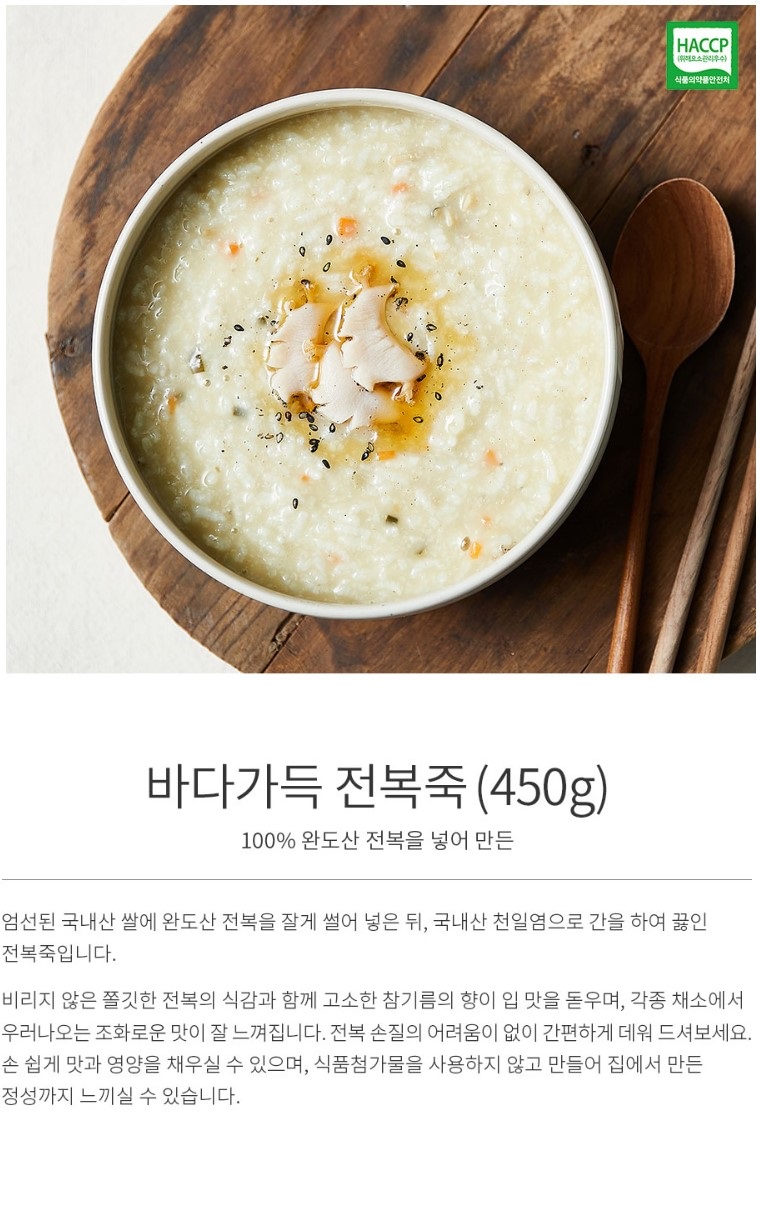 HACCP
(위해요소관리우수)
식품의약품안전처
바다가득 전복죽 (450g)
100% 완도산 전복을 넣어 만든
엄선된 국내산 쌀에 완도산 전복을 잘게 썰어 넣은 뒤, 국내산 천일염으로 간을 하여 끓인
전복죽입니다.
비리지 않은 쫄깃한 전복의 식감과 함께 고소한 참기름의 향이 입 맛을 돋우며, 각종 채소에서
우러나오는 조화로운 맛이 잘 느껴집니다. 전복 손질의 어려움이 없이 간편하게 데워 드셔보세요.
손 쉽게 맛과 영양을 채우실 수 있으며, 식품첨가물을 사용하지 않고 만들어 집에서 만든
정성까지 느끼실 수 있습니다.